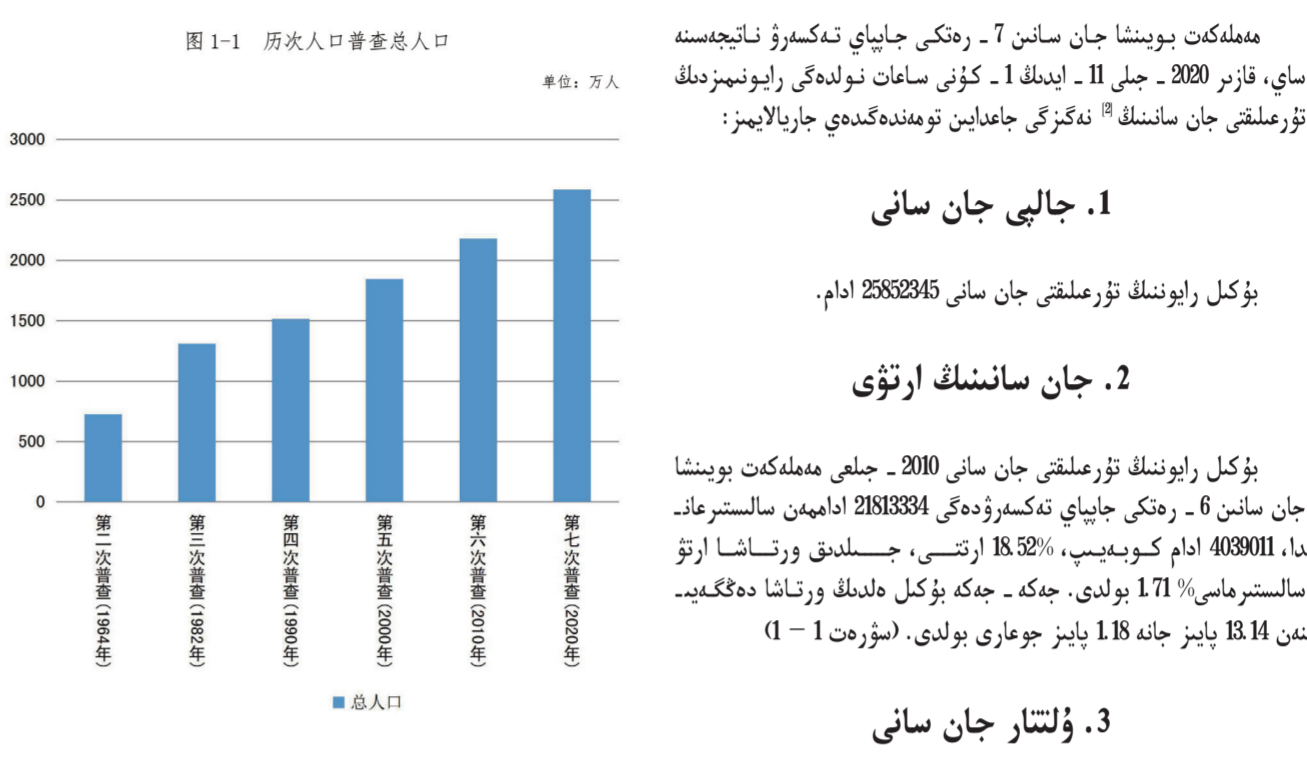 图 1-1 历次人口普查总人口
单位：万人
3000
2500
2000
1500
1000
500
0
第二次普查(1964年)
第三次普查(1982年)
第四次普查(1990年)
第五次普查(2000年)
第六次普查(2010年)
第七次普查(2020年)
总人口
مەملەكەت بويىنشا جان سانىن 7 ـ رەتكى جاپپاي تەكسەرۋ ناتيجەسىنە
ساي، قازىر 2020 ـ جىلى 11 ـ ايدىڭ 1 ـ كۇنى ساعات نولدەگى رايونىمىزدىڭ
تۇرعىلىقتى جان سانىنىڭ [2] نەگىزگى جاعدايىن تومەندەگىدەي جاريالايمىز :
1. جالپى جان سانى
بۇكىل رايوننىڭ تۇرعىلىقتى جان سانى 25852345 ادام.
2. جان سانىنىڭ ارتۋى
بۇكىل رايوننىڭ تۇرعىلىقتى جان سانى 2010 ـ جىلعى مەملەكەت بويىنشا
جان سانىن 6 ـ رەتكى جاپپاي تەكسەرۋدەگى 21813334 اداممەن سالىستىرعانـ
دا، 4039011 ادام كوبەيىپ، %18.52 ارتتى، جىلدىق ورتاشا ارتۋ
سالىستىرماسى %1.71 بولدى. جەكە ـ جەكە بۇكىل ەلدىڭ ورتاشا دەڭگەيىـ
نەن 13.14 پايىز جانە 1.18 پايىز جوعارى بولدى. (سۋرەت 1 – 1)
3. ۇلتتار جان سانى